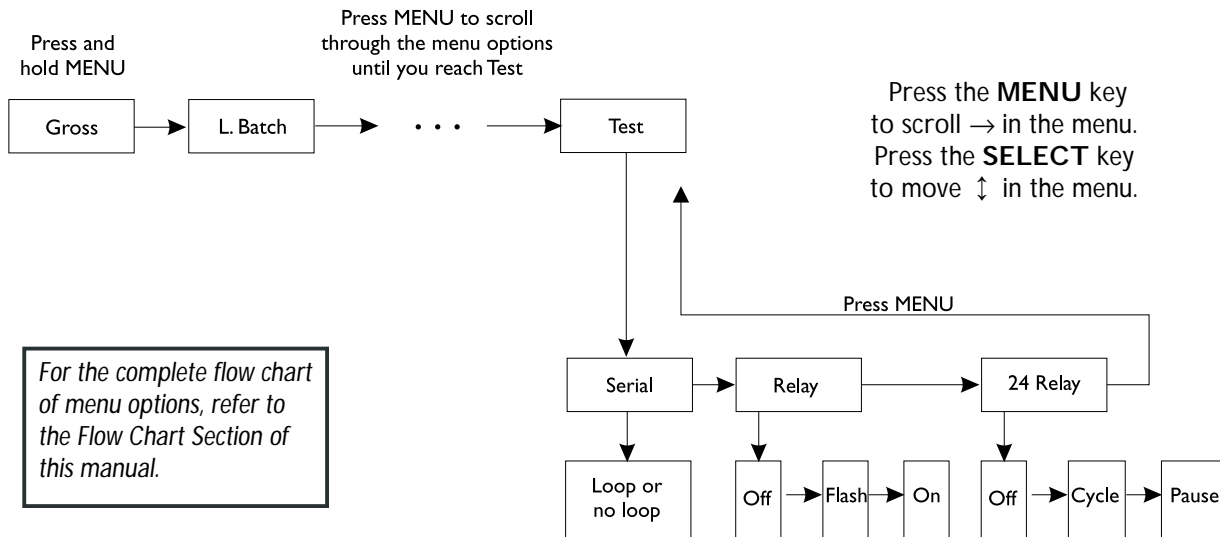 Press and
hold MENU
Press MENU to scroll
through the menu options
until you reach Test
Gross
L. Batch
. . .
Test
Press the MENU key
to scroll → in the menu.
Press the SELECT key
to move ↕ in the menu.
Press MENU
For the complete flow chart
of menu options, refer to
the Flow Chart Section of
this manual.
Serial
Relay
24 Relay
Loop or
no loop
Off
Flash
On
Off
Cycle
Pause